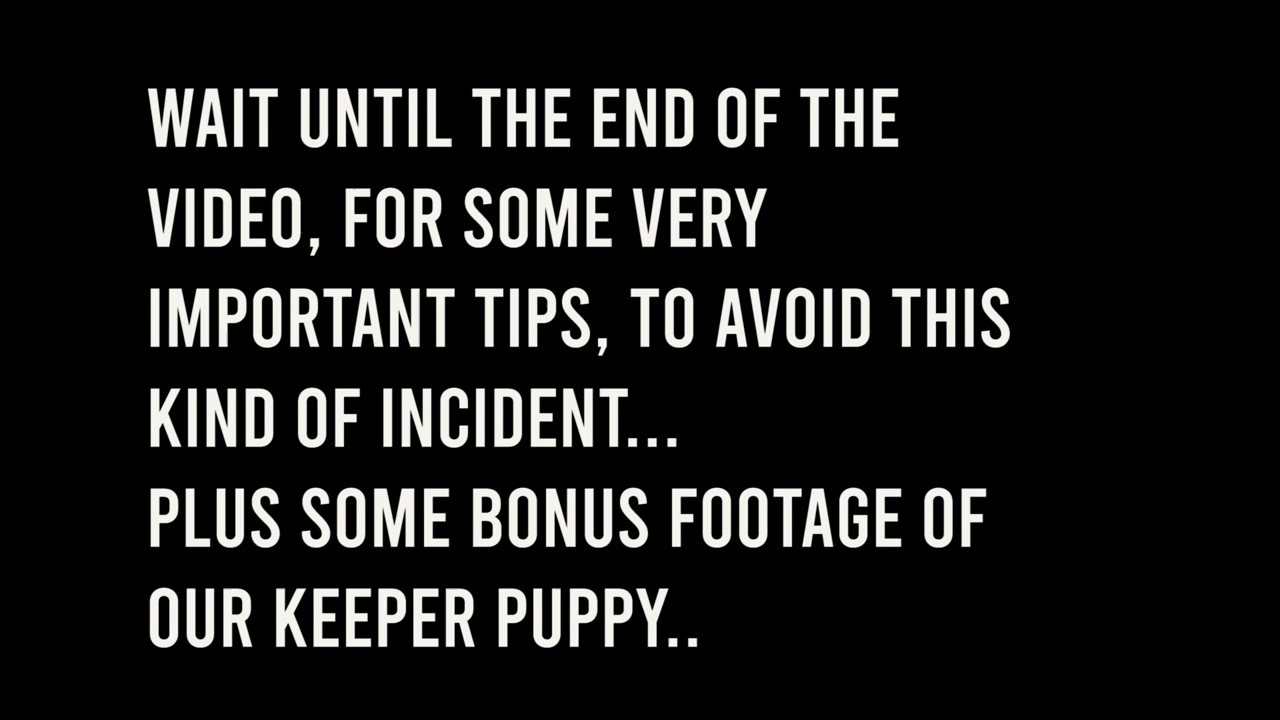 WAIT UNTIL THE END OF THE
VIDEO, FOR SOME VERY
IMPORTANT TIPS, TO AVOID THIS
KIND OF INCIDENT...
PLUS SOME BONUS FOOTAGE OF
OUR KEEPER PUPPY..